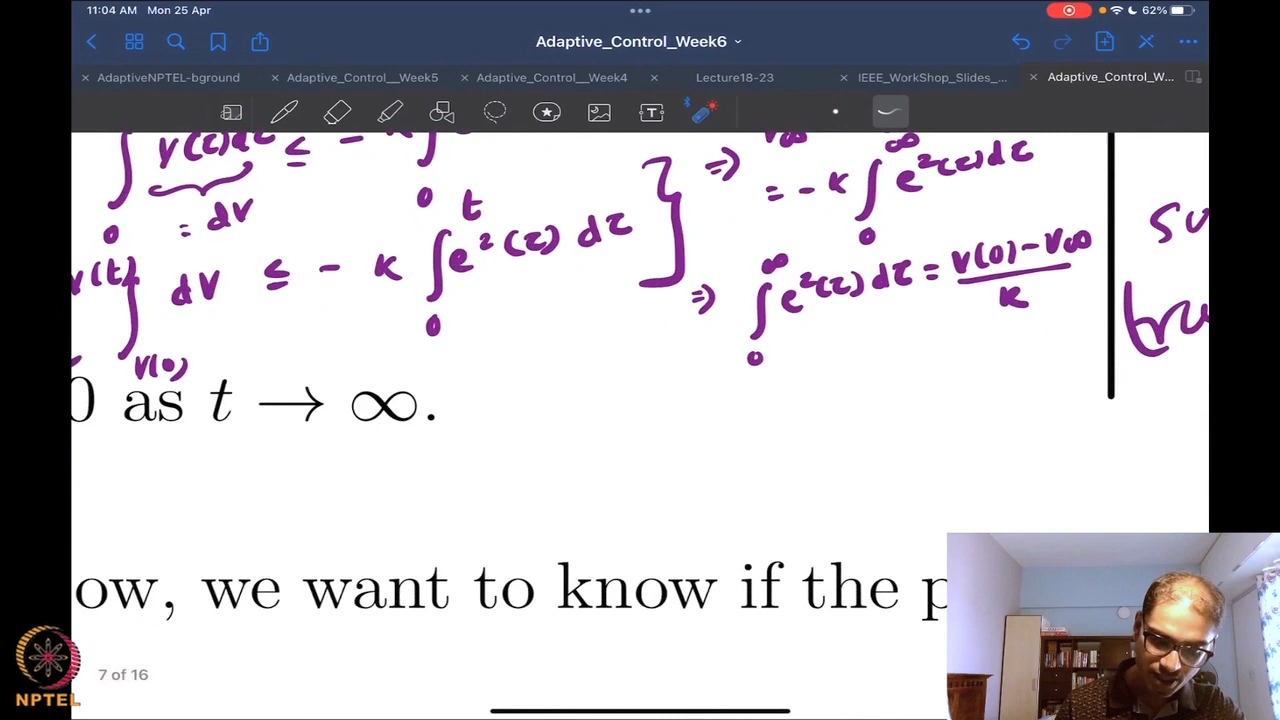 11:04 AM Mon 25 Apr
62%
Adaptive_Control_Week6
AdaptiveNPTEL-bground
Adaptive_Control__Week5
Adaptive_Control__Week4
Lecture18-23
IEEE_WorkShop_Slides_...
Adaptive_Control_W...
T
≤ -
V∞
= dV
⇒ = - k ∫₀^∞ e²(τ) dτ
∫_{V(0)}^{V(t)} dV ≤ - k ∫₀^t e²(τ) dτ
⇒ ∫₀^∞ e²(τ) dτ = (V(0) - V∞) / k
0 as t → ∞.
ow, we want to know if the p
7 of 16
NPTEL